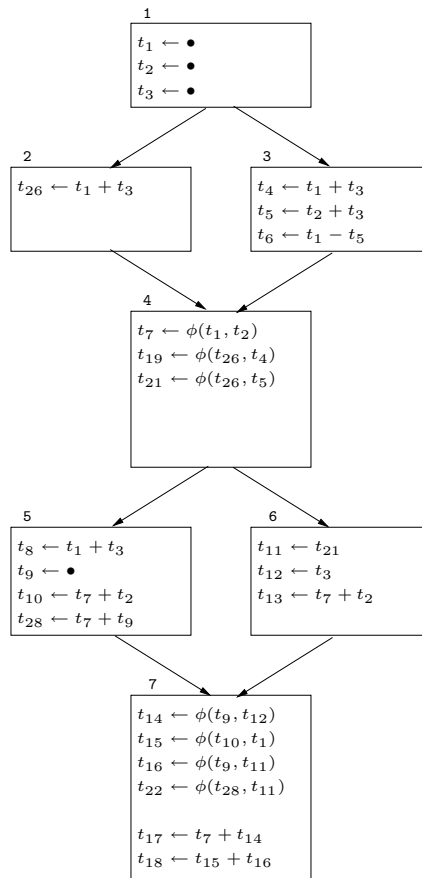 1
t₁ ← •
t₂ ← •
t₃ ← •
2
t₂₆ ← t₁ + t₃
3
t₄ ← t₁ + t₃
t₅ ← t₂ + t₃
t₆ ← t₁ − t₅
4
t₇ ← ϕ(t₁, t₂)
t₁₉ ← ϕ(t₂₆, t₄)
t₂₁ ← ϕ(t₂₆, t₅)
5
t₈ ← t₁ + t₃
t₉ ← •
t₁₀ ← t₇ + t₂
t₂₈ ← t₇ + t₉
6
t₁₁ ← t₂₁
t₁₂ ← t₃
t₁₃ ← t₇ + t₂
7
t₁₄ ← ϕ(t₉, t₁₂)
t₁₅ ← ϕ(t₁₀, t₁)
t₁₆ ← ϕ(t₉, t₁₁)
t₂₂ ← ϕ(t₂₈, t₁₁)
t₁₇ ← t₇ + t₁₄
t₁₈ ← t₁₅ + t₁₆